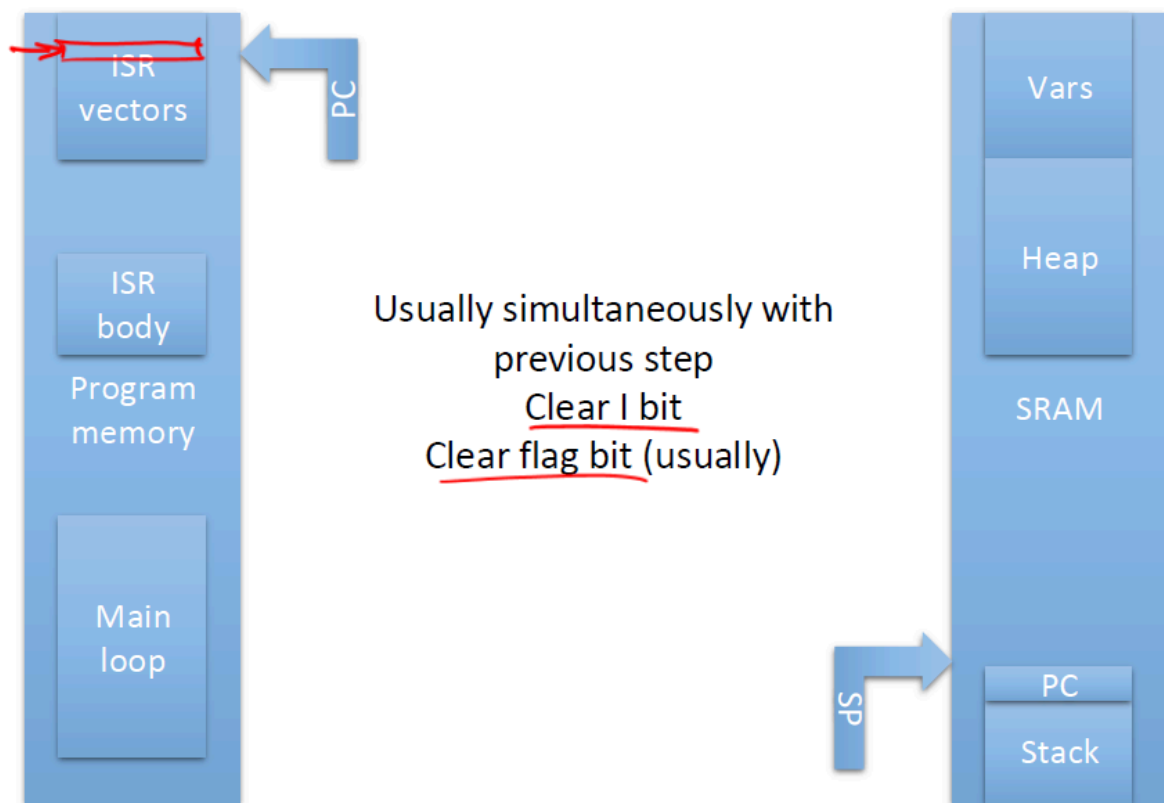 ISR
vectors
PC
ISR
body
Program
memory
Main
loop
Usually simultaneously with
previous step
Clear I bit
Clear flag bit (usually)
Vars
Heap
SRAM
SP
PC
Stack